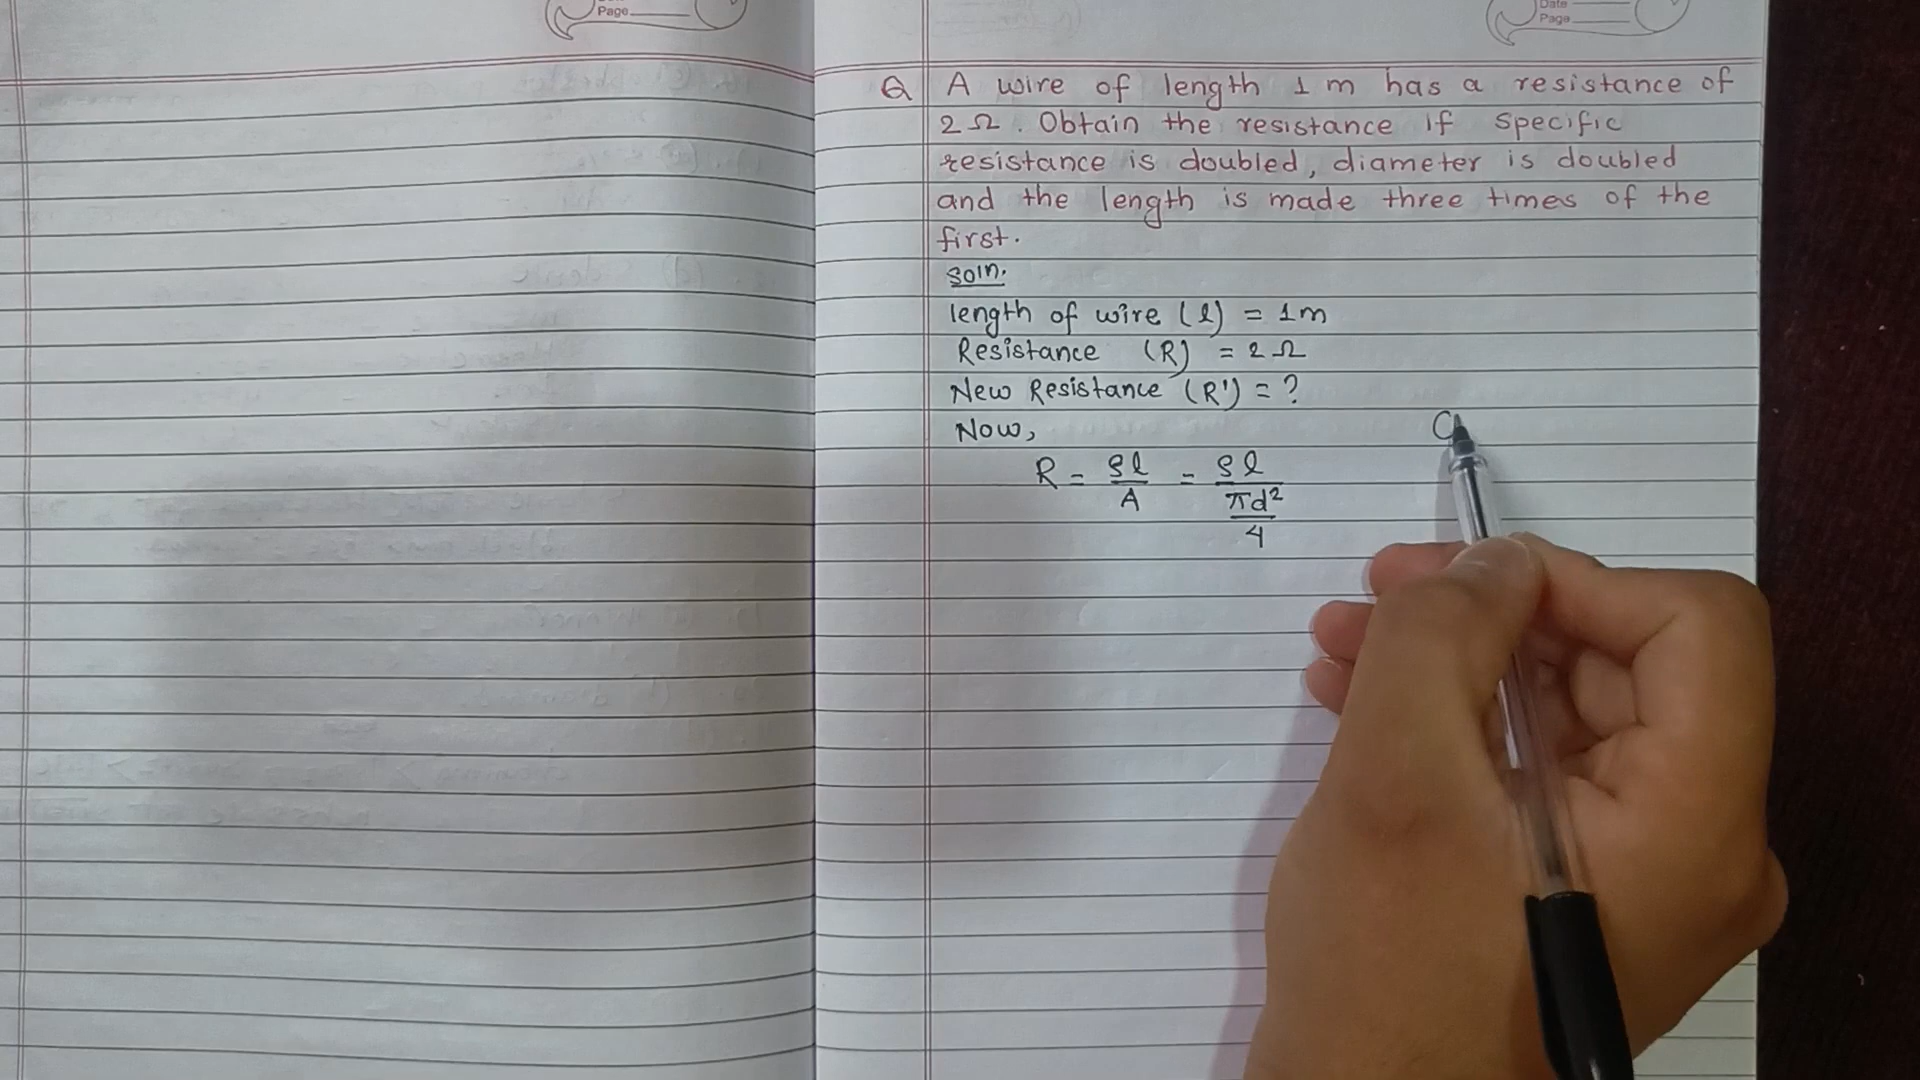 Page
Date
Page
Q A wire of length 1 m has a resistance of
2 Ω. Obtain the resistance if specific
resistance is doubled, diameter is doubled
and the length is made three times of the
first.
soln.
length of wire (l) = 1m
Resistance (R) = 2 Ω
New Resistance (R') = ?
Now,
R = ρl/A = ρl/(πd²/4)